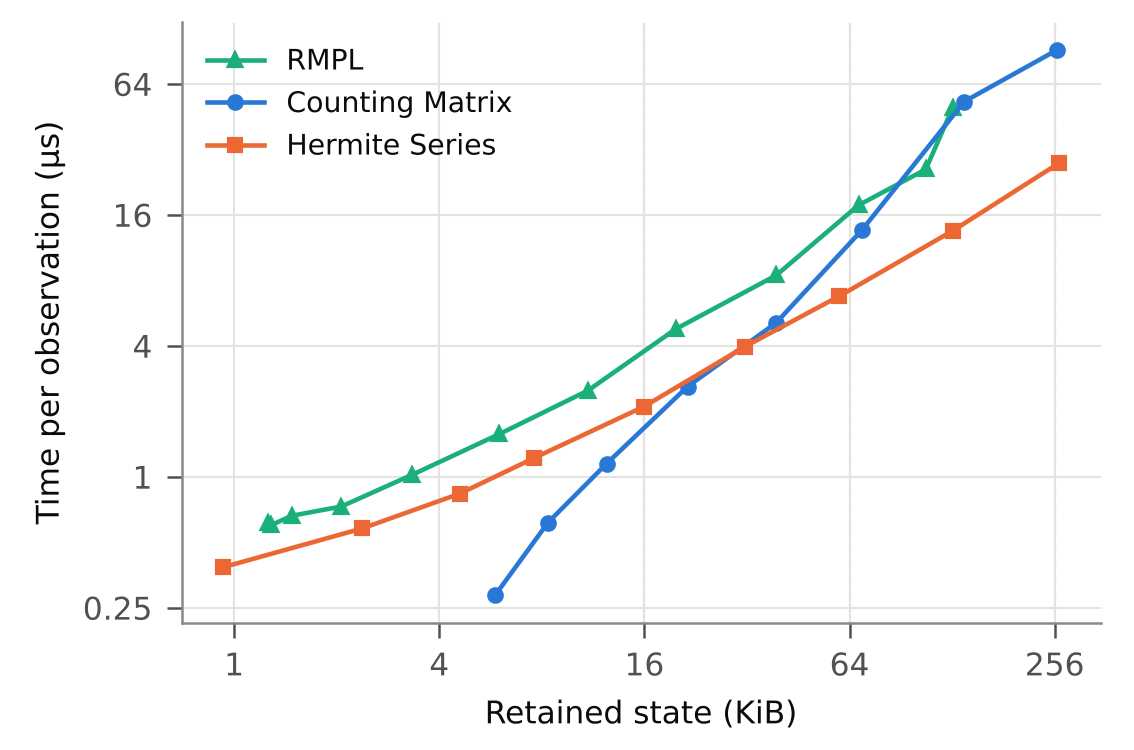 RMPL
Counting Matrix
Hermite Series
Time per observation (µs)
64
16
4
1
0.25
1
4
16
64
256
Retained state (KiB)